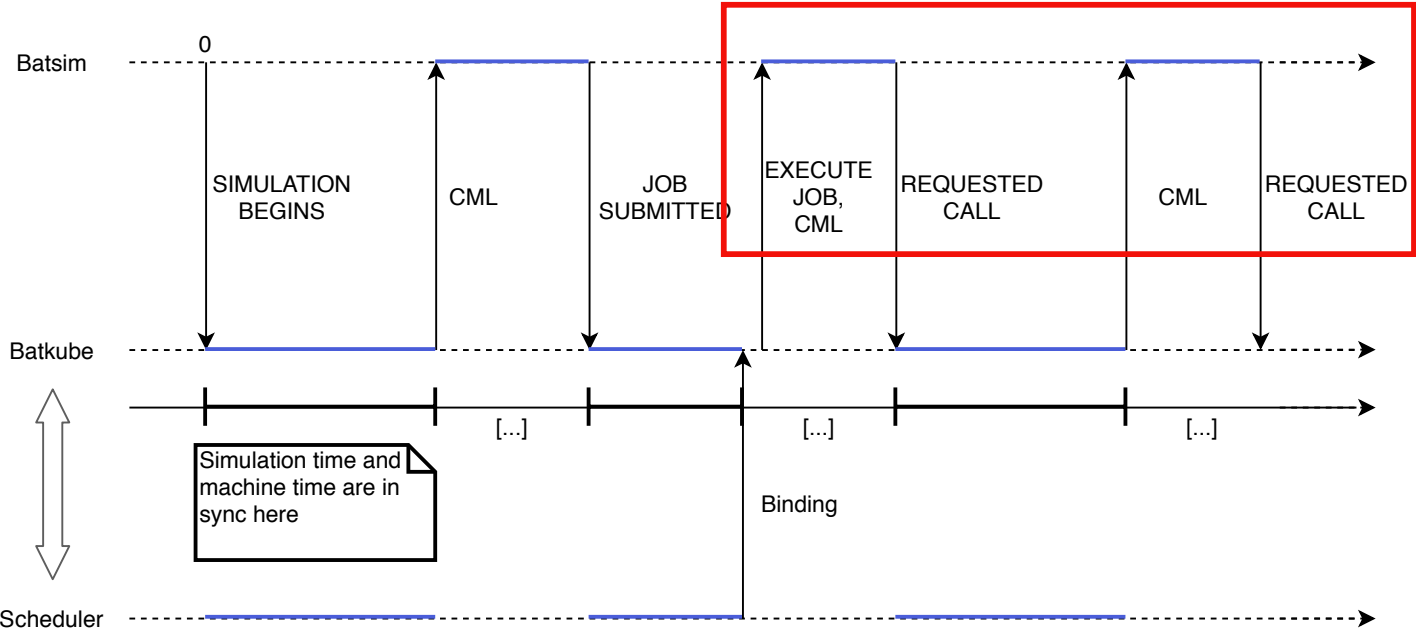 0
Batsim
SIMULATION
BEGINS
CML
JOB
SUBMITTED
EXECUTE
JOB,
CML
REQUESTED
CALL
CML
REQUESTED
CALL
Batkube
[...]
[...]
[...]
Simulation time and
machine time are in
sync here
Binding
Scheduler